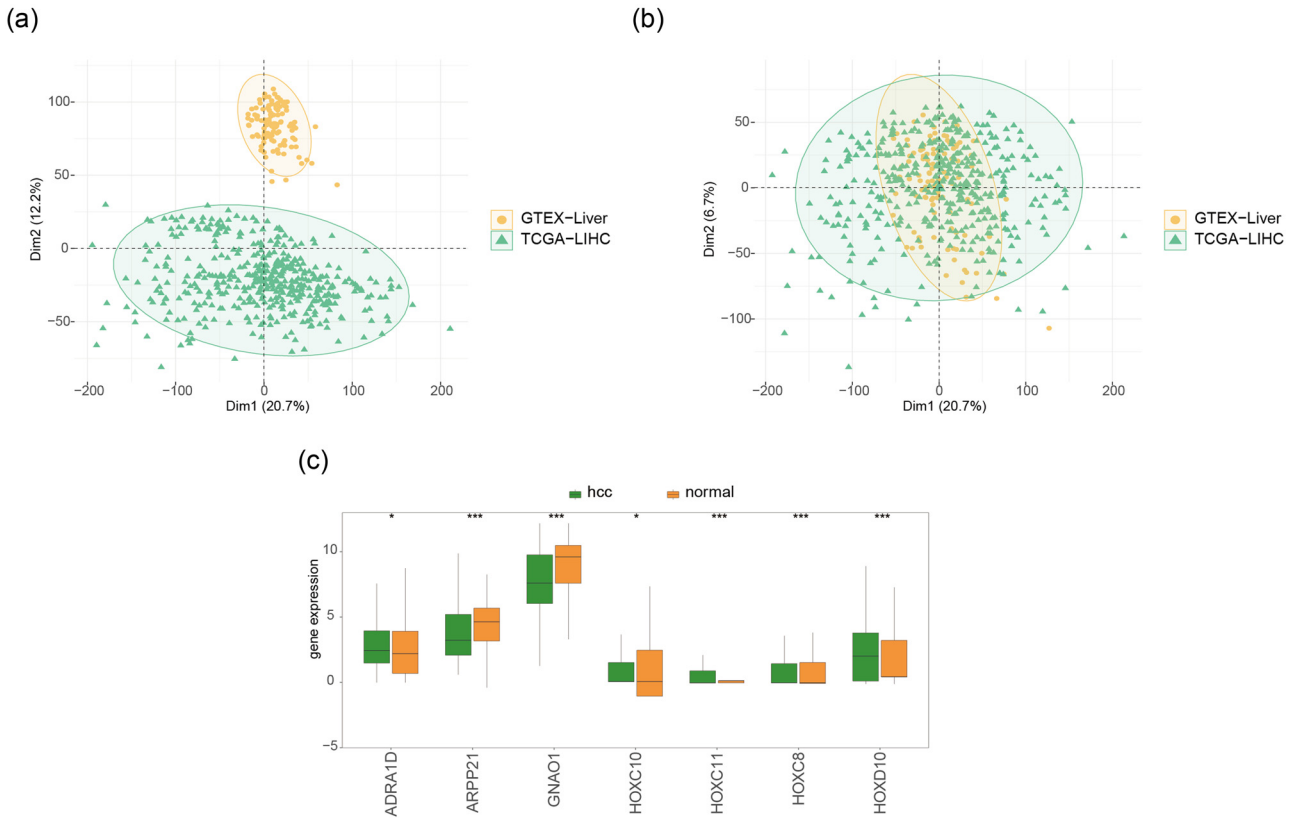 (a)
100
50
0
−50
−200
−100
0
100
200
Dim1 (20.7%)
Dim2 (12.2%)
GTEX−Liver
TCGA−LIHC
(b)
50
0
−50
−100
−200
−100
0
100
200
Dim1 (20.7%)
Dim2 (6.7%)
GTEX−Liver
TCGA−LIHC
(c)
hcc
normal
* *** *** * *** *** ***
10
5
0
−5
gene expression
ADRA1D
ARPP21
GNAO1
HOXC10
HOXC11
HOXC8
HOXD10